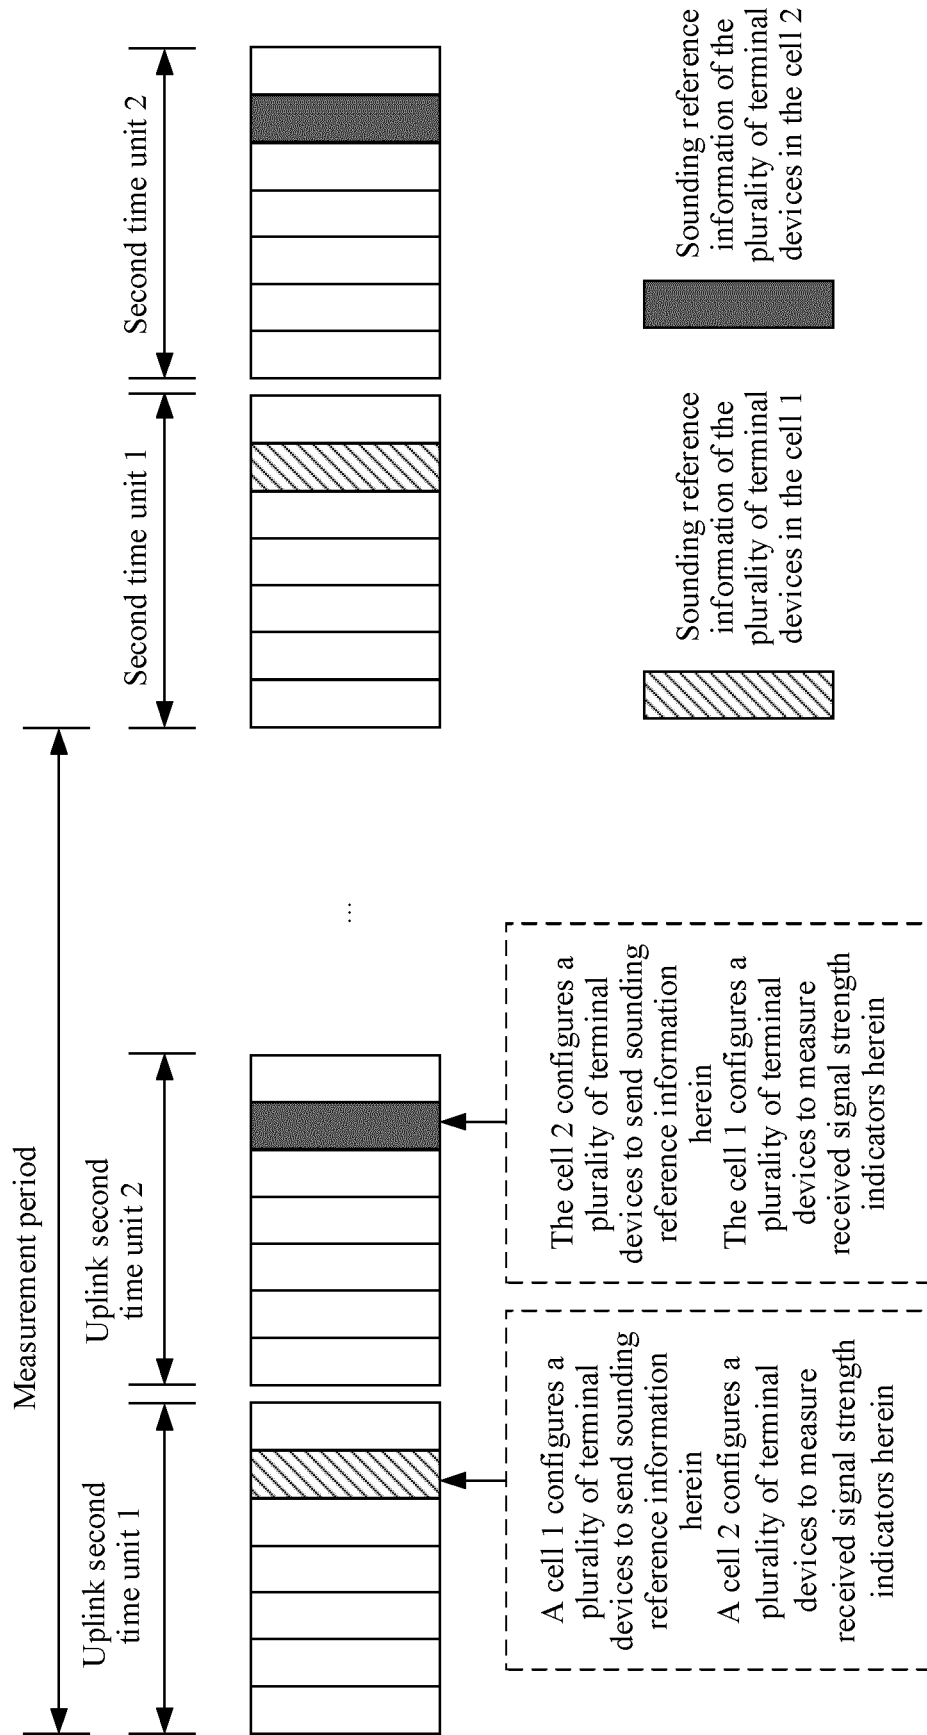 Measurement period
Uplink second
time unit 1
Uplink second
time unit 2
Second time unit 1
Second time unit 2
...
A cell 1 configures a
plurality of terminal
devices to send sounding
reference information
herein
A cell 2 configures a
plurality of terminal
devices to measure
received signal strength
indicators herein
The cell 2 configures a
plurality of terminal
devices to send sounding
reference information
herein
The cell 1 configures a
plurality of terminal
devices to measure
received signal strength
indicators herein
Sounding reference
information of the
plurality of terminal
devices in the cell 1
Sounding reference
information of the
plurality of terminal
devices in the cell 2